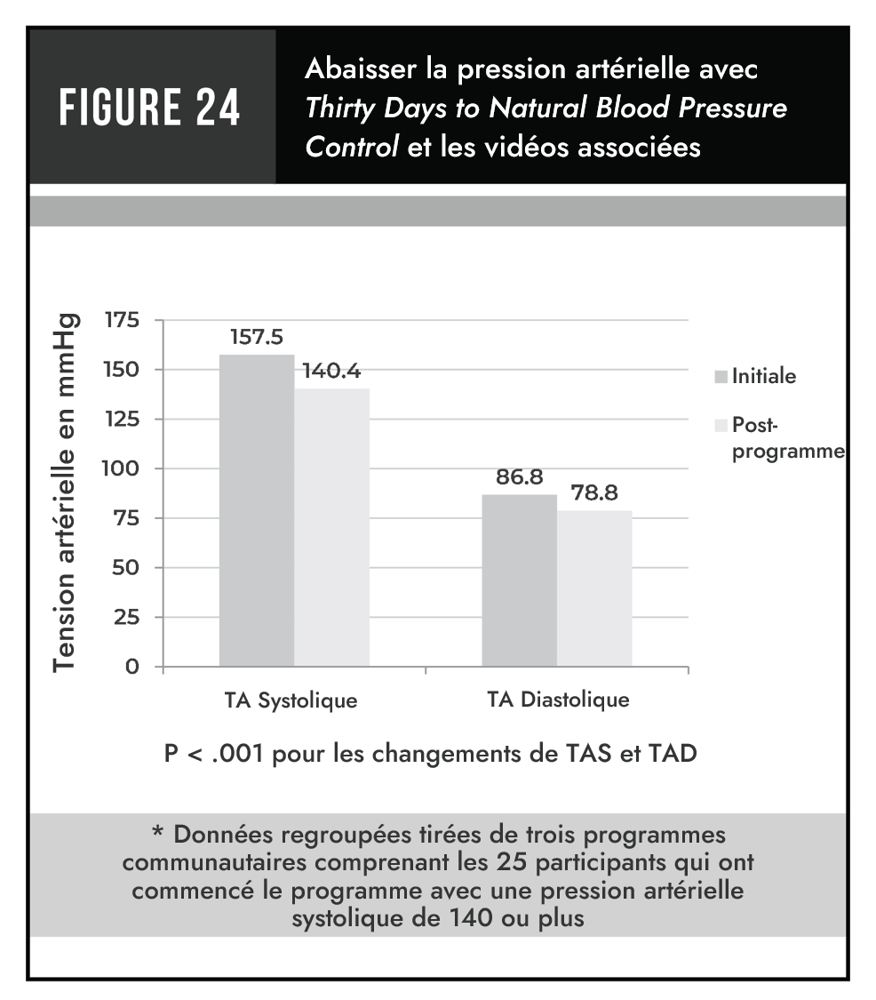 FIGURE 24
Abaisser la pression artérielle avec
Thirty Days to Natural Blood Pressure
Control et les vidéos associées
Tension artérielle en mmHg
175
150
125
100
75
50
25
0
157.5
140.4
86.8
78.8
TA Systolique
TA Diastolique
Initiale
Post-
programme
P < .001 pour les changements de TAS et TAD
* Données regroupées tirées de trois programmes
communautaires comprenant les 25 participants qui ont
commencé le programme avec une pression artérielle
systolique de 140 ou plus